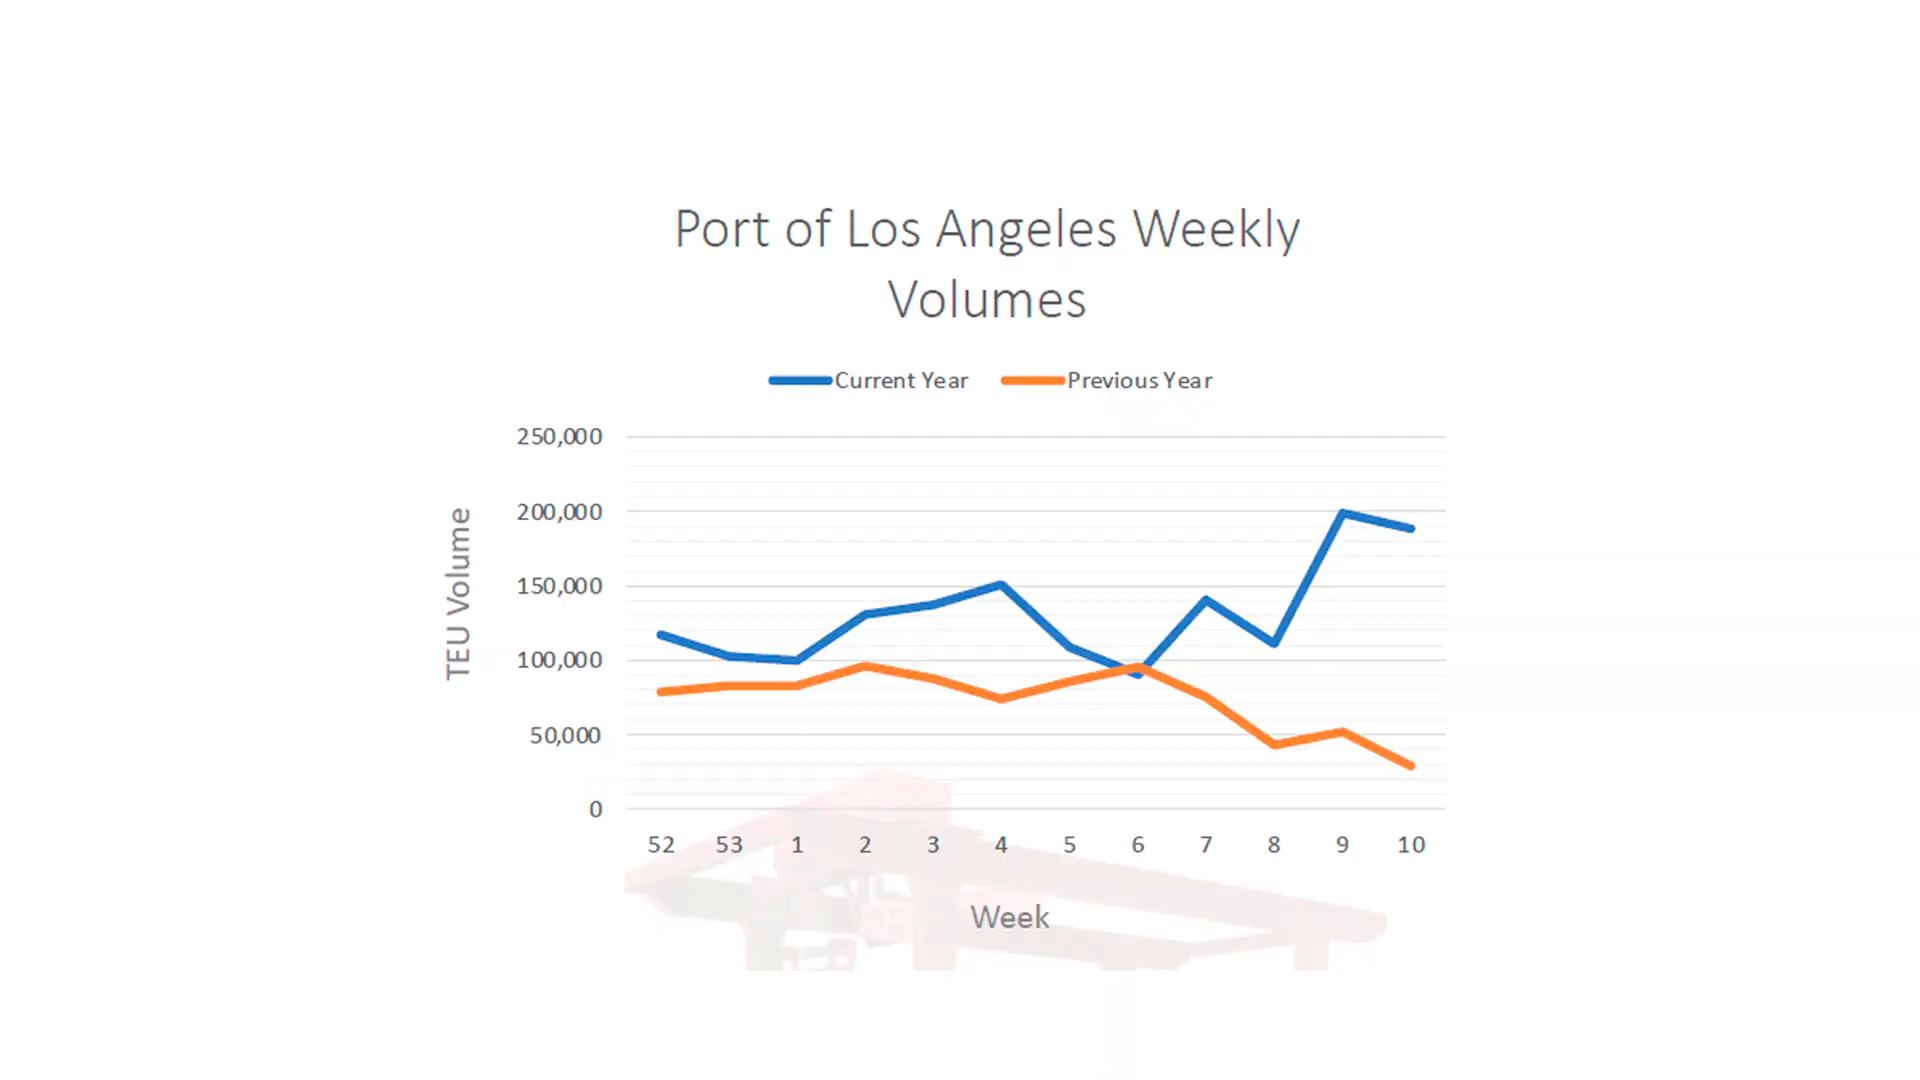 Port of Los Angeles Weekly
Volumes
Current Year
Previous Year
250,000
200,000
150,000
100,000
50,000
0
TEU Volume
52 53 1 2 3 4 5 6 7 8 9 10
Week